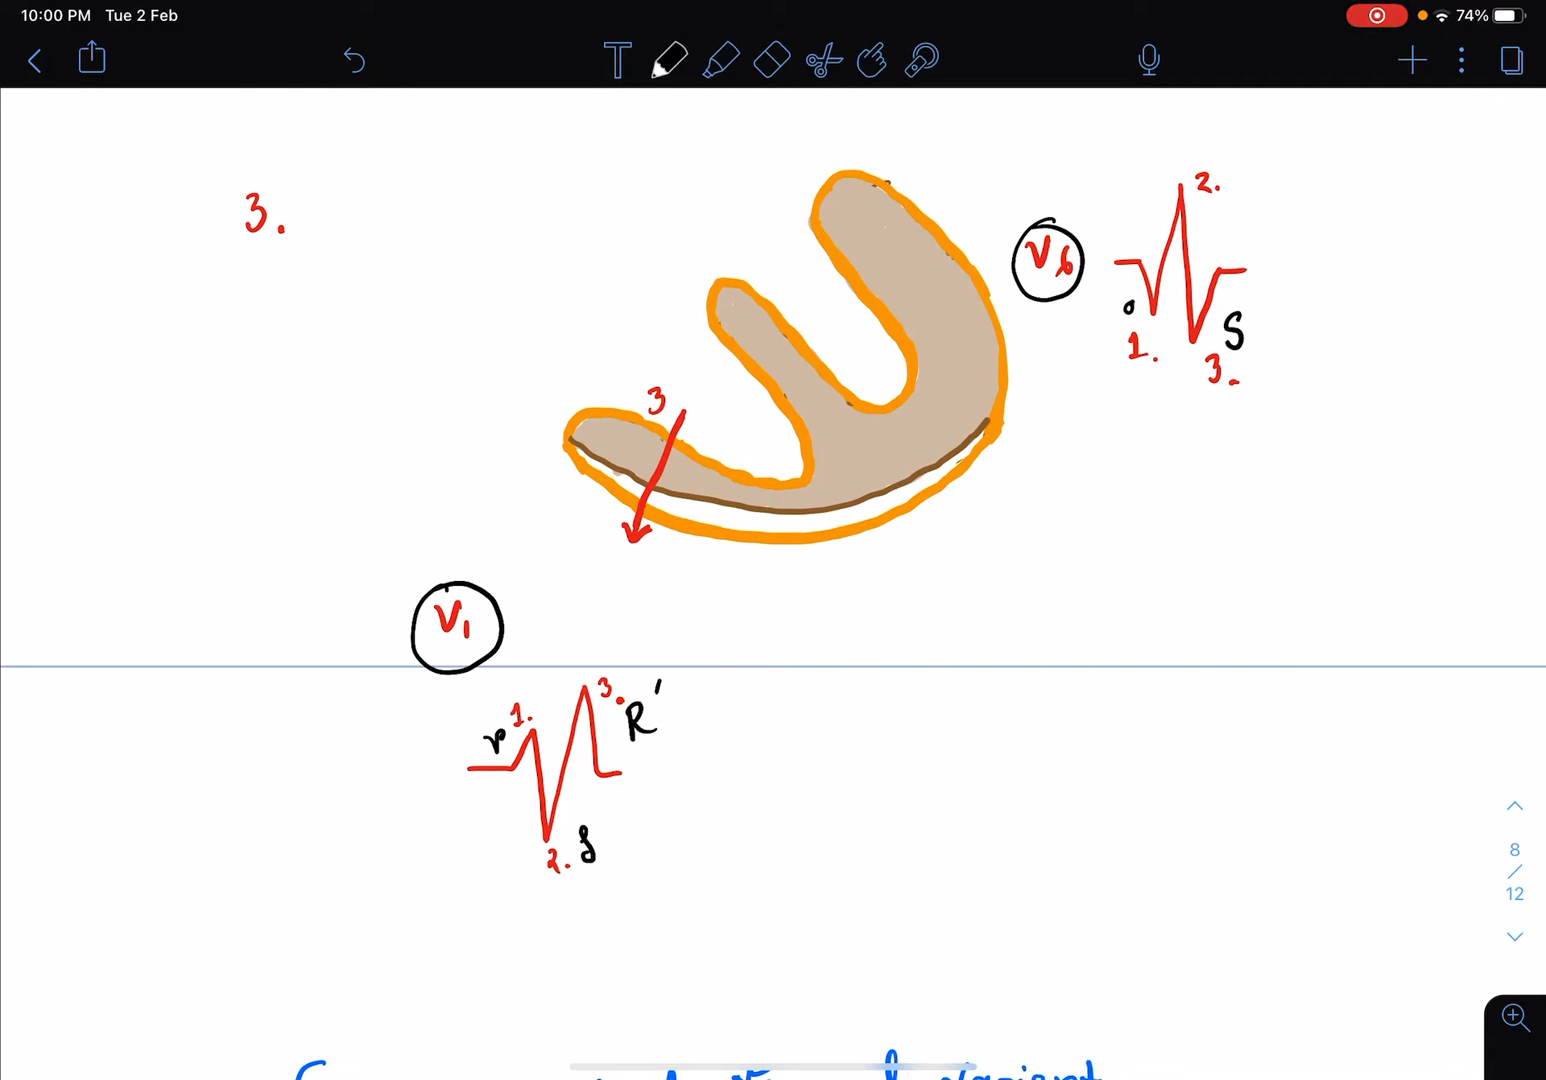 10:00 PM Tue 2 Feb
74%
T
3.
2.
V6
1.
S
3.
3
V1
1.
3.
r
R'
2. S
8
/
12
variant